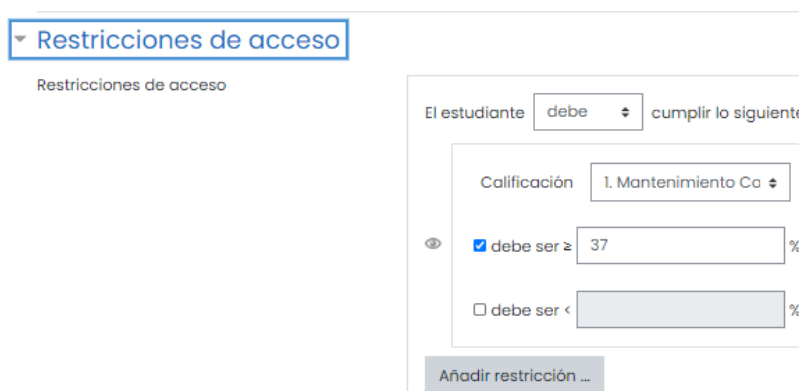 Restricciones de acceso
Restricciones de acceso
El estudiante debe cumplir lo siguiente
Calificación 1. Mantenimiento Co
debe ser ≥ 37 %
debe ser < %
Añadir restricción ...